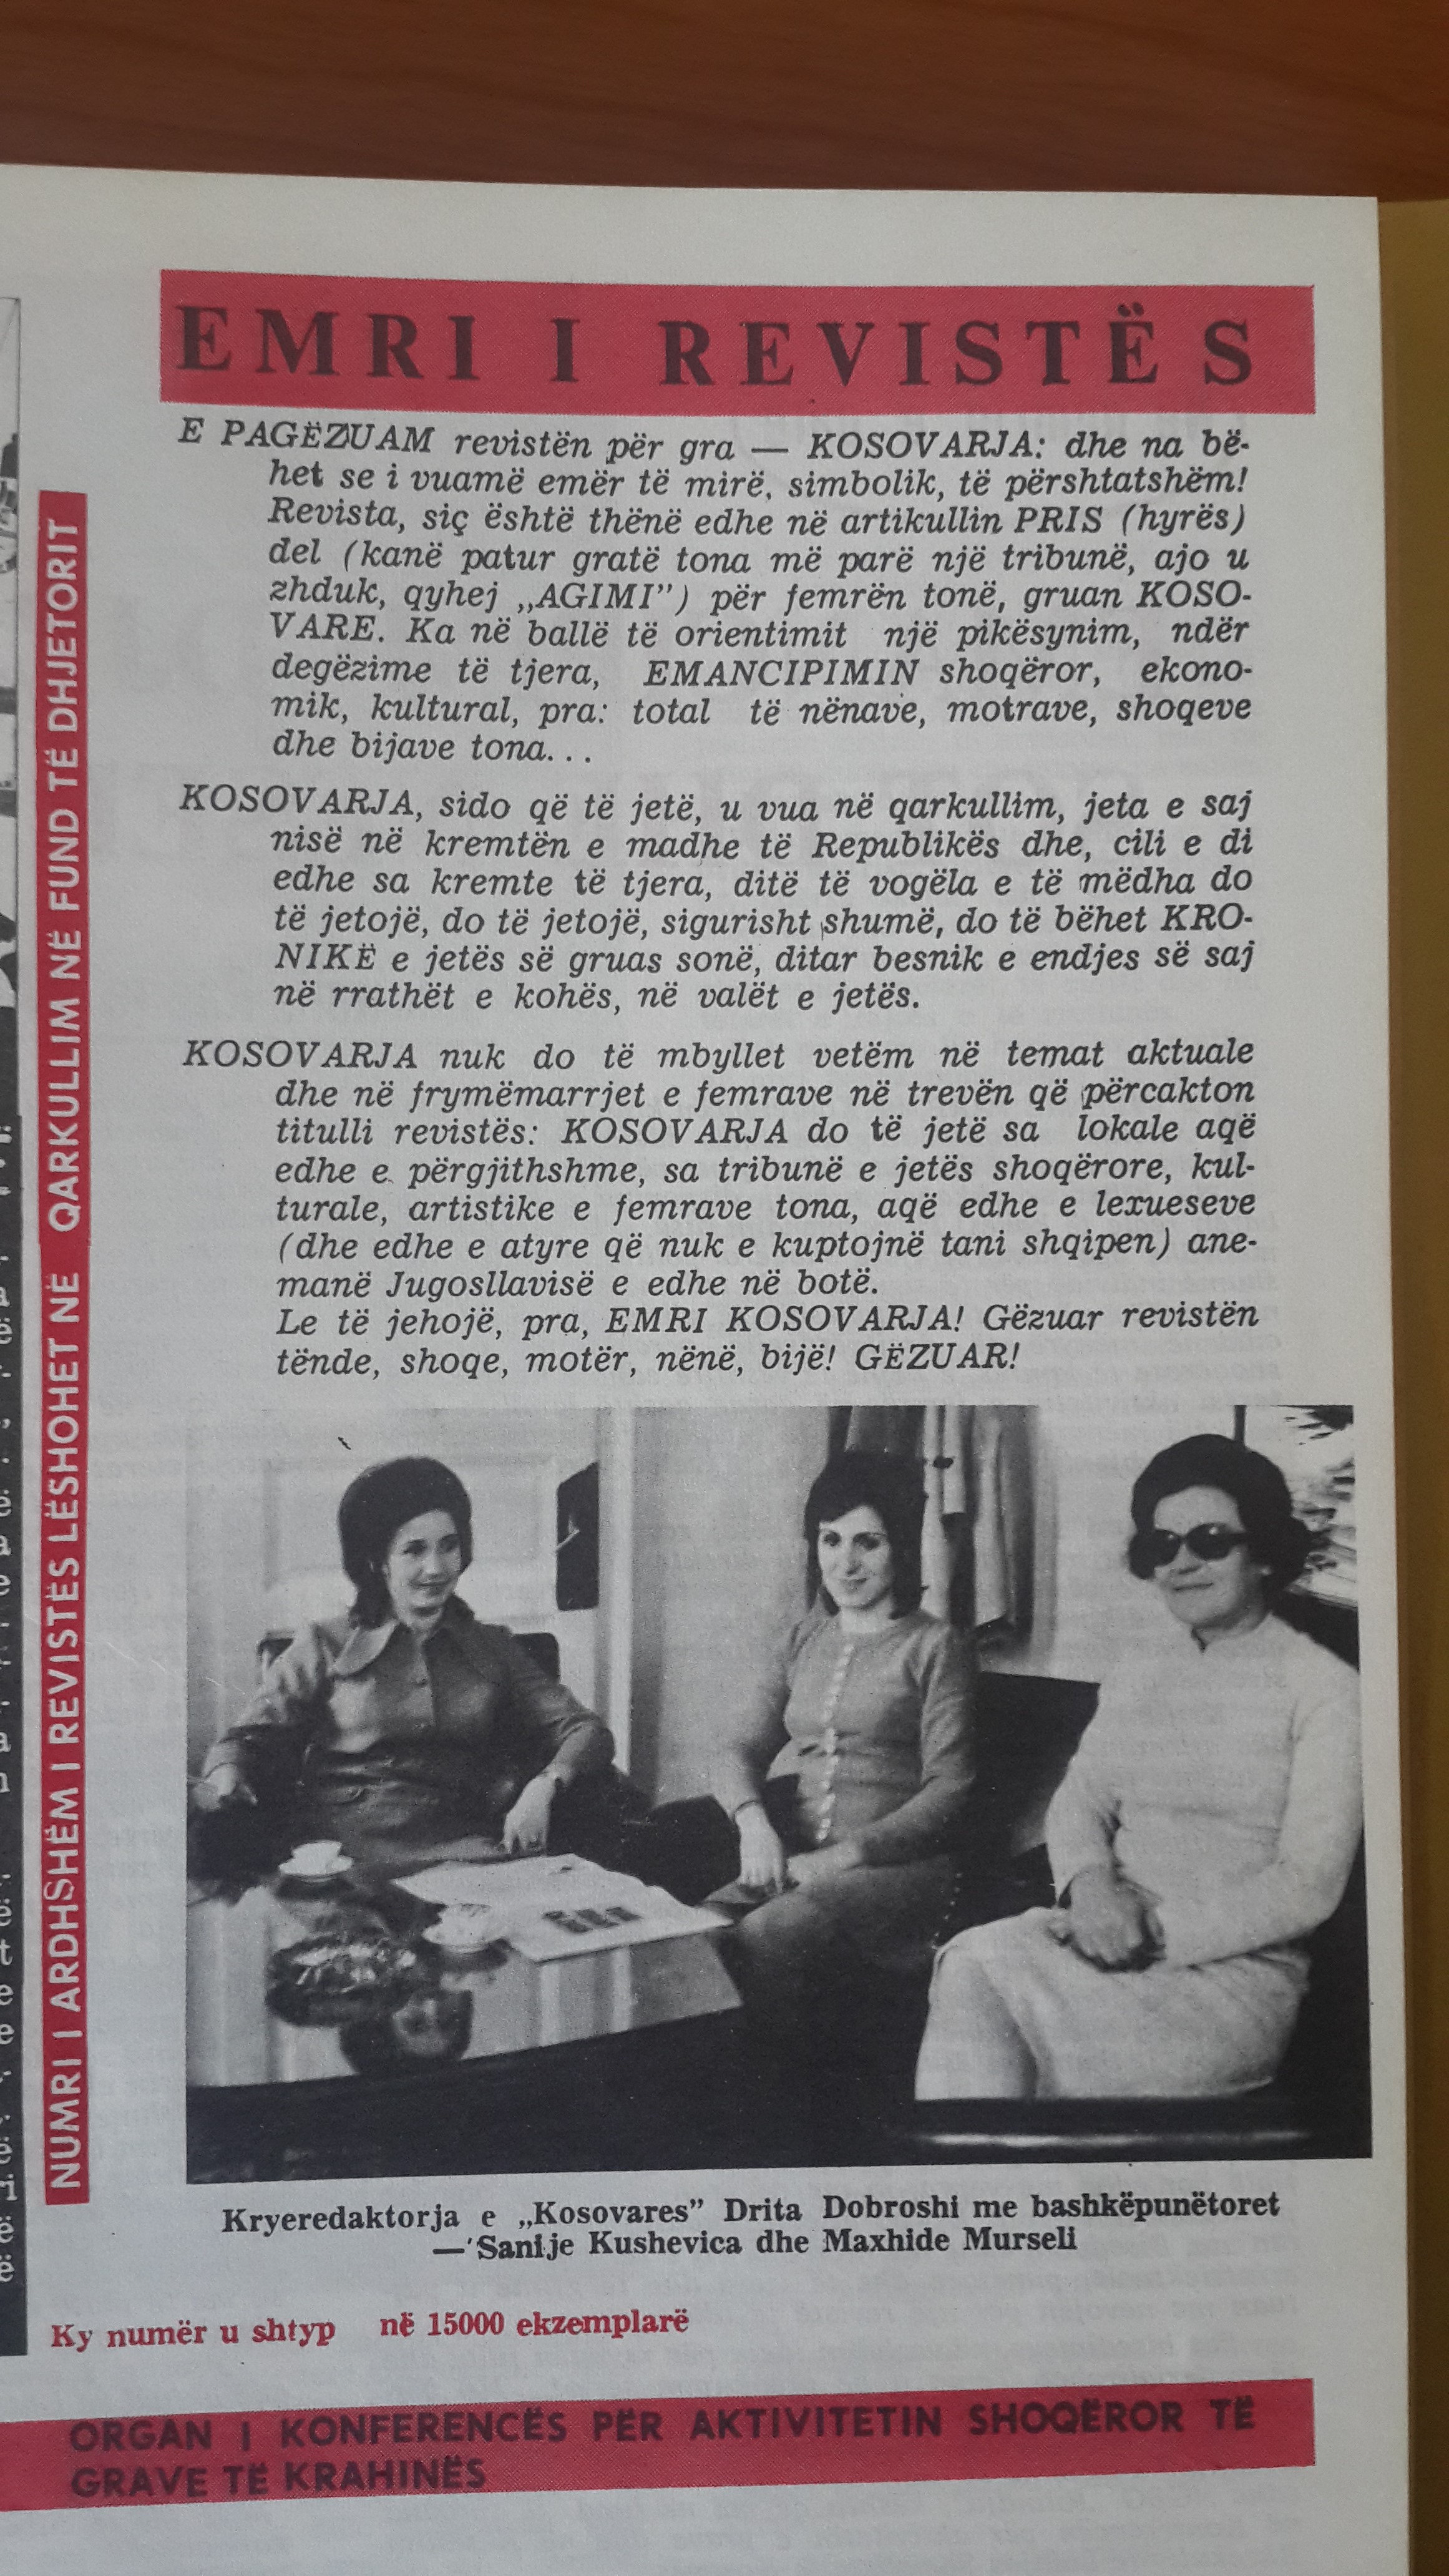 EMRI I REVISTËS
E PAGËZUAM revistën për gra — KOSOVARJA: dhe na bë-
het se i vuamë emër të mirë, simbolik, të përshtatshëm!
Revista, siç është thënë edhe në artikullin PRIS (hyrës)
del (kanë patur gratë tona më parë një tribunë, ajo u
zhduk, qyhej „AGIMI”) për femrën tonë, gruan KOSO-
VARE. Ka në ballë të orientimit një pikësynim, ndër
degëzime të tjera, EMANCIPIMIN shoqëror, ekono-
mik, kultural, pra: total të nënave, motrave, shoqeve
dhe bijave tona...
KOSOVARJA, sido që të jetë, u vua në qarkullim, jeta e saj
nisë në kremtën e madhe të Republikës dhe, cili e di
edhe sa kremte të tjera, ditë të vogëla e të mëdha do
të jetojë, do të jetojë, sigurisht shumë, do të bëhet KRO-
NIKË e jetës së gruas sonë, ditar besnik e endjes së saj
në rrathët e kohës, në valët e jetës.
KOSOVARJA nuk do të mbyllet vetëm në temat aktuale
dhe në frymëmarrjet e femrave në trevën që përcakton
titulli revistës: KOSOVARJA do të jetë sa lokale aqë
edhe e përgjithshme, sa tribunë e jetës shoqërore, kul-
turale, artistike e femrave tona, aqë edhe e lexueseve
(dhe edhe e atyre që nuk e kuptojnë tani shqipen) ane-
manë Jugosllavisë e edhe në botë.
Le të jehojë, pra, EMRI KOSOVARJA! Gëzuar revistën
tënde, shoqe, motër, nënë, bijë! GËZUAR!
NUMRI I ARDHSHËM I REVISTËS LËSHOHET NË QARKULLIM NË FUND TË DHJETORIT
Kryeredaktorja e „Kosovares” Drita Dobroshi me bashkëpunëtoret
— Sanije Kushevica dhe Maxhide Murseli
Ky numër u shtyp në 15000 ekzemplarë
ORGAN I KONFERENCËS PËR AKTIVITETIN SHOQËROR TË
GRAVE TË KRAHINËS